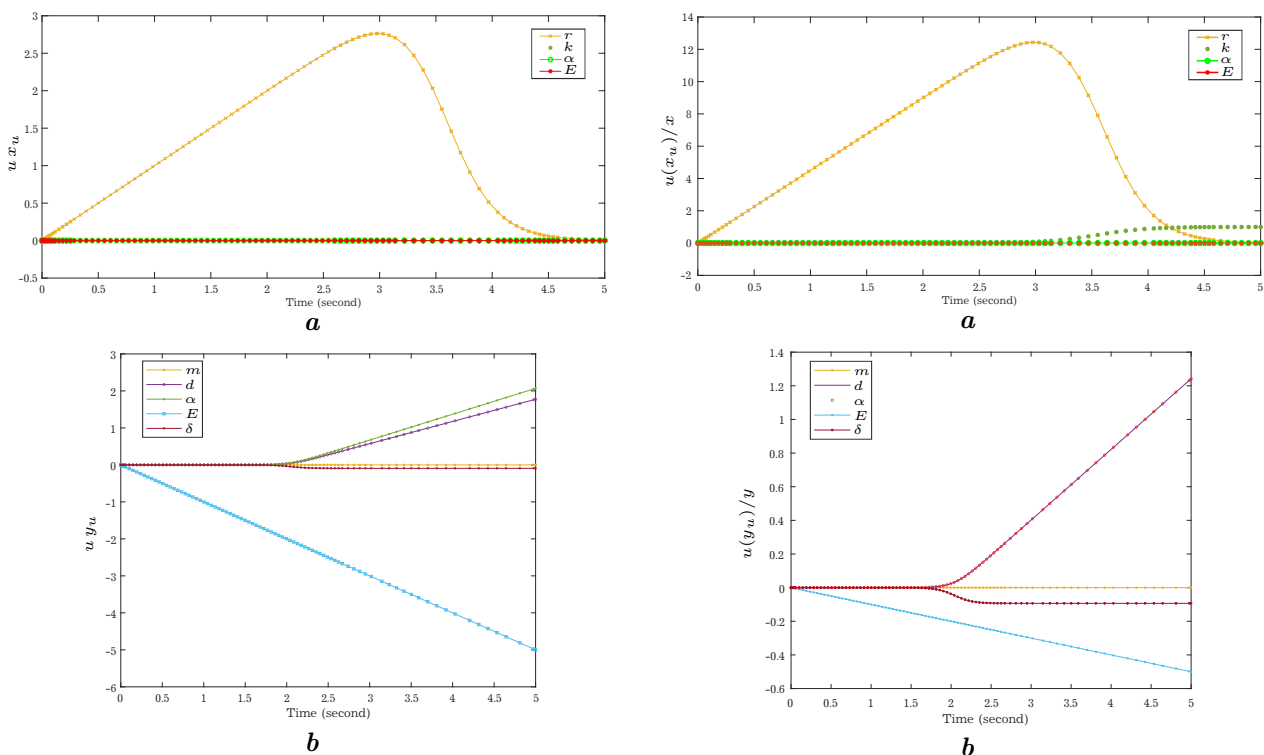 3
2.5
2
1.5
1
0.5
0
-0.5
u x_u
r
k
α
E
0 0.5 1 1.5 2 2.5 3 3.5 4 4.5 5
Time (second)
a
14
12
10
8
6
4
2
0
-2
u(x_u)/x
r
k
α
E
0 0.5 1 1.5 2 2.5 3 3.5 4 4.5 5
Time (second)
a
3
2
1
0
-1
-2
-3
-4
-5
-6
u y_u
m
d
α
E
δ
0 0.5 1 1.5 2 2.5 3 3.5 4 4.5 5
Time (second)
b
1.4
1.2
1
0.8
0.6
0.4
0.2
0
-0.2
-0.4
-0.6
u(y_u)/y
m
d
α
E
δ
0 0.5 1 1.5 2 2.5 3 3.5 4 4.5 5
Time (second)
b